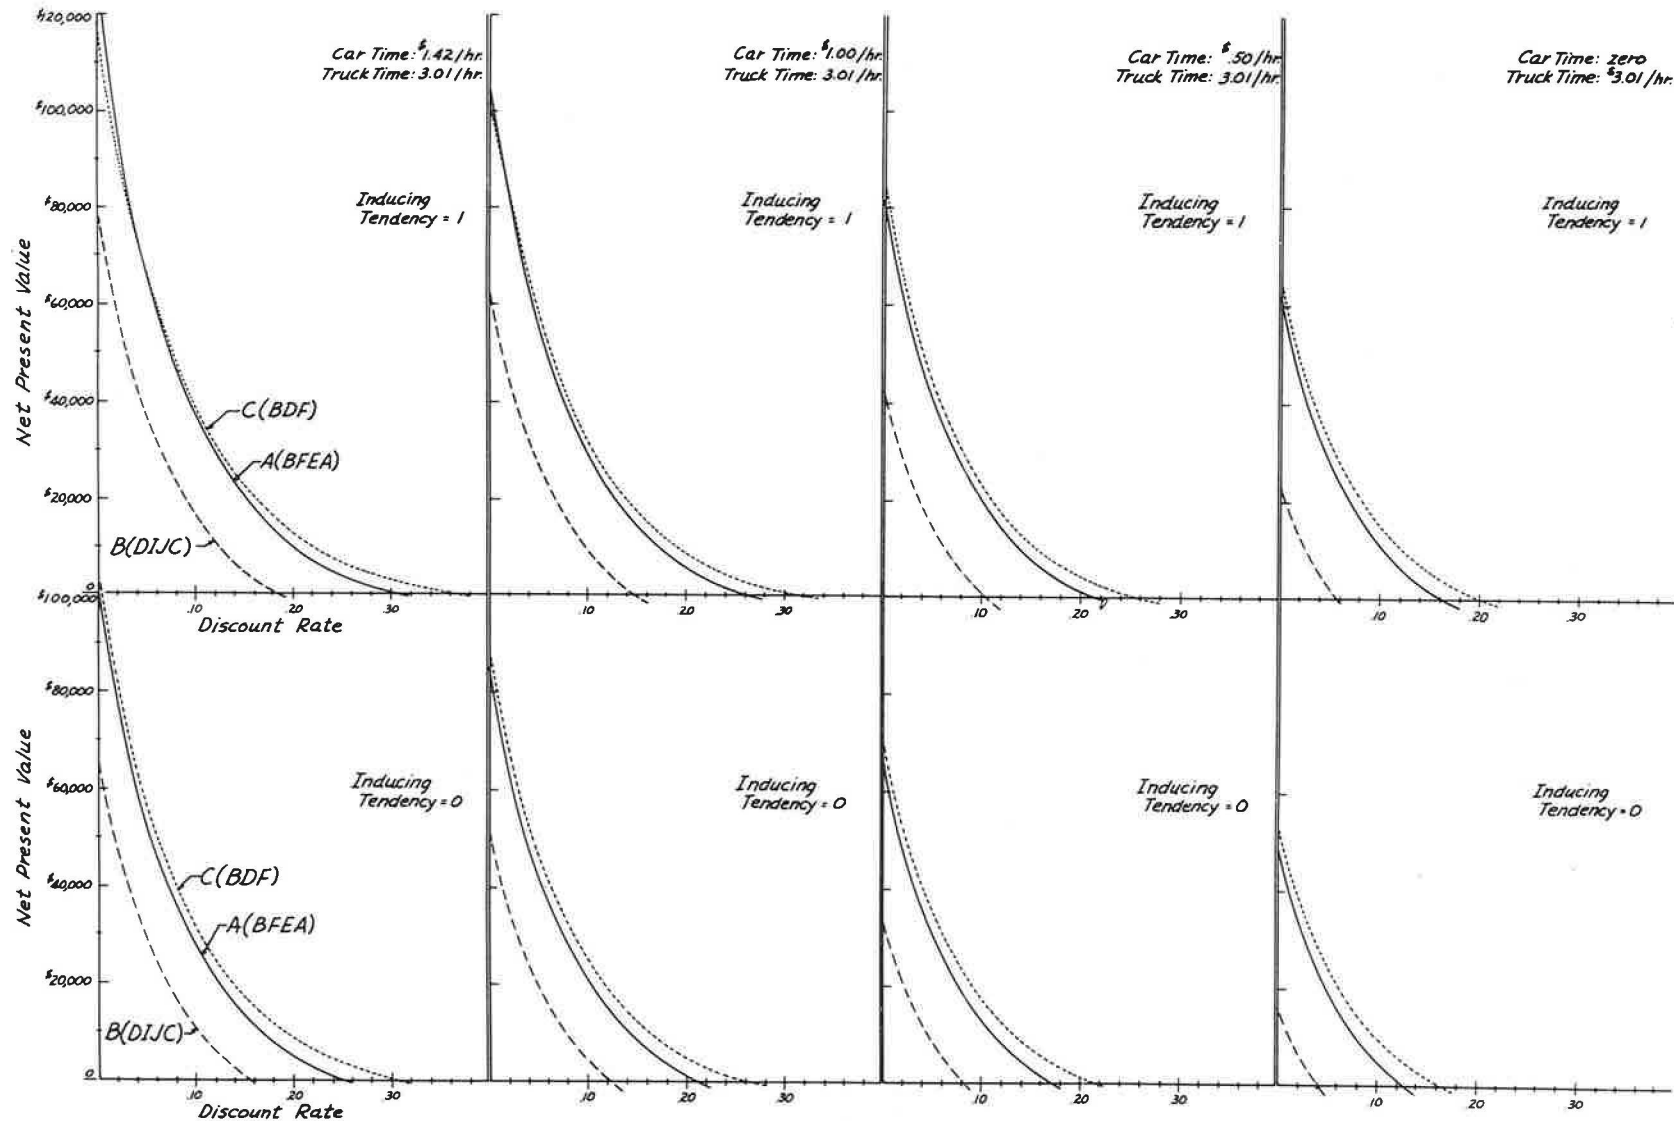 $120,000
$100,000
$80,000
$60,000
$40,000
$20,000
0
Net Present Value
Car Time: $1.42/hr.
Truck Time: 3.01/hr.
Inducing
Tendency = 1
C(BDF)
A(BFEA)
B(DIJC)
.10 .20 .30
Discount Rate
Car Time: $1.00/hr.
Truck Time: 3.01/hr.
Inducing
Tendency = 1
.10 .20 .30
Car Time: $.50/hr.
Truck Time: 3.01/hr.
Inducing
Tendency = 1
.10 .20 .30
Car Time: zero
Truck Time: $3.01/hr.
Inducing
Tendency = 1
.10 .20 .30
$100,000
$80,000
$60,000
$40,000
$20,000
0
Net Present Value
Inducing
Tendency = 0
C(BDF)
A(BFEA)
B(DIJC)
.10 .20 .30
Discount Rate
Inducing
Tendency = 0
.10 .20 .30
Inducing
Tendency = 0
.10 .20 .30
Inducing
Tendency = 0
.10 .20 .30